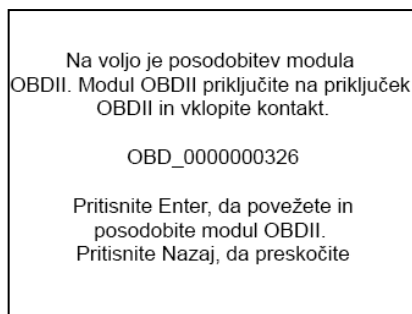 Na voljo je posodobitev modula
OBDII. Modul OBDII priključite na priključek
OBDII in vklopite kontakt.
OBD_0000000326
Pritisnite Enter, da povežete in
posodobite modul OBDII.
Pritisnite Nazaj, da preskočite